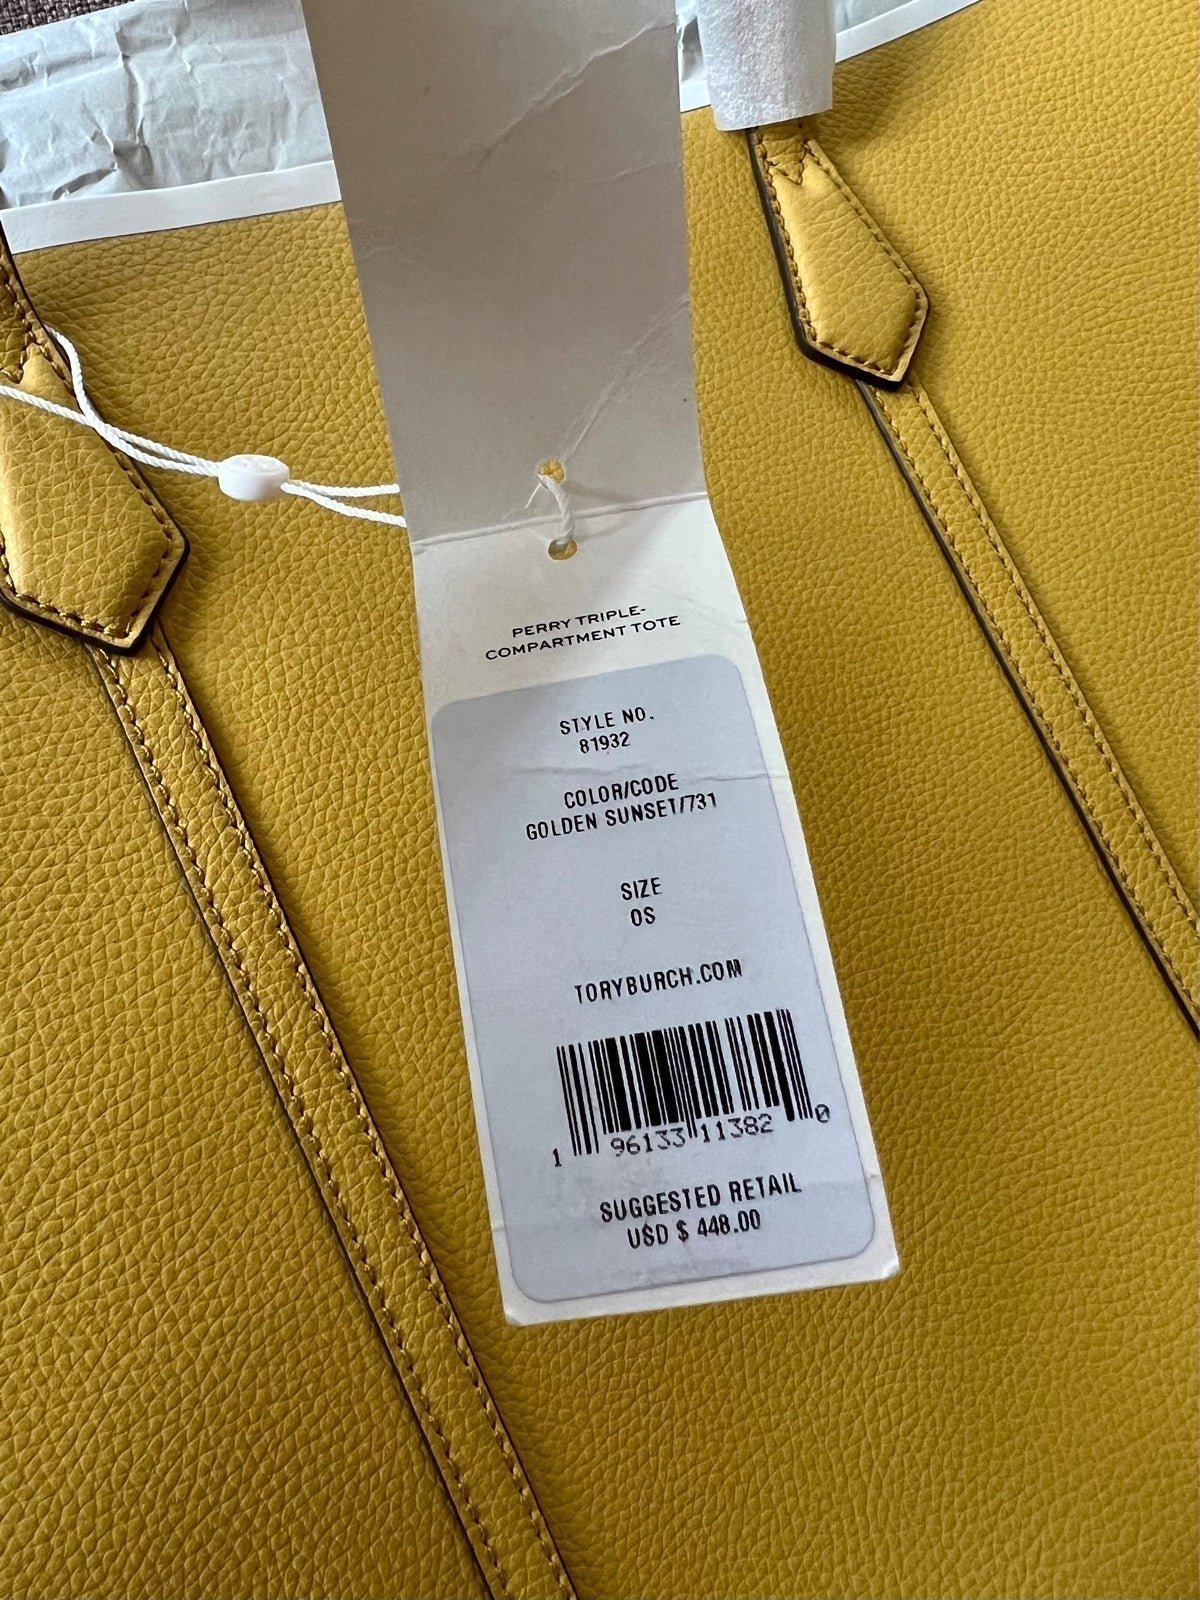 PERRY TRIPLE-
COMPARTMENT TOTE
STYLE NO.
81932
COLOR/CODE
GOLDEN SUNSET/731
SIZE
OS
TORYBURCH.COM
1 96133 11382 0
SUGGESTED RETAIL
USD $ 448.00